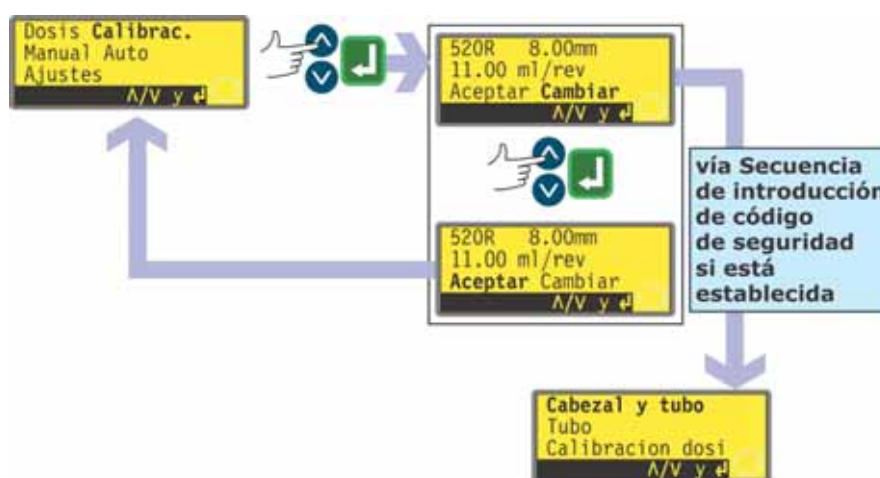 Dosis Calibrac.
Manual Auto
Ajustes
Λ/V y ↵
520R 8.00mm
11.00 ml/rev
Aceptar Cambiar
Λ/V y ↵
520R 8.00mm
11.00 ml/rev
Aceptar Cambiar
Λ/V y ↵
vía Secuencia
de introducción
de código
de seguridad
si está
establecida
Cabezal y tubo
Tubo
Calibracion dosi
Λ/V y ↵